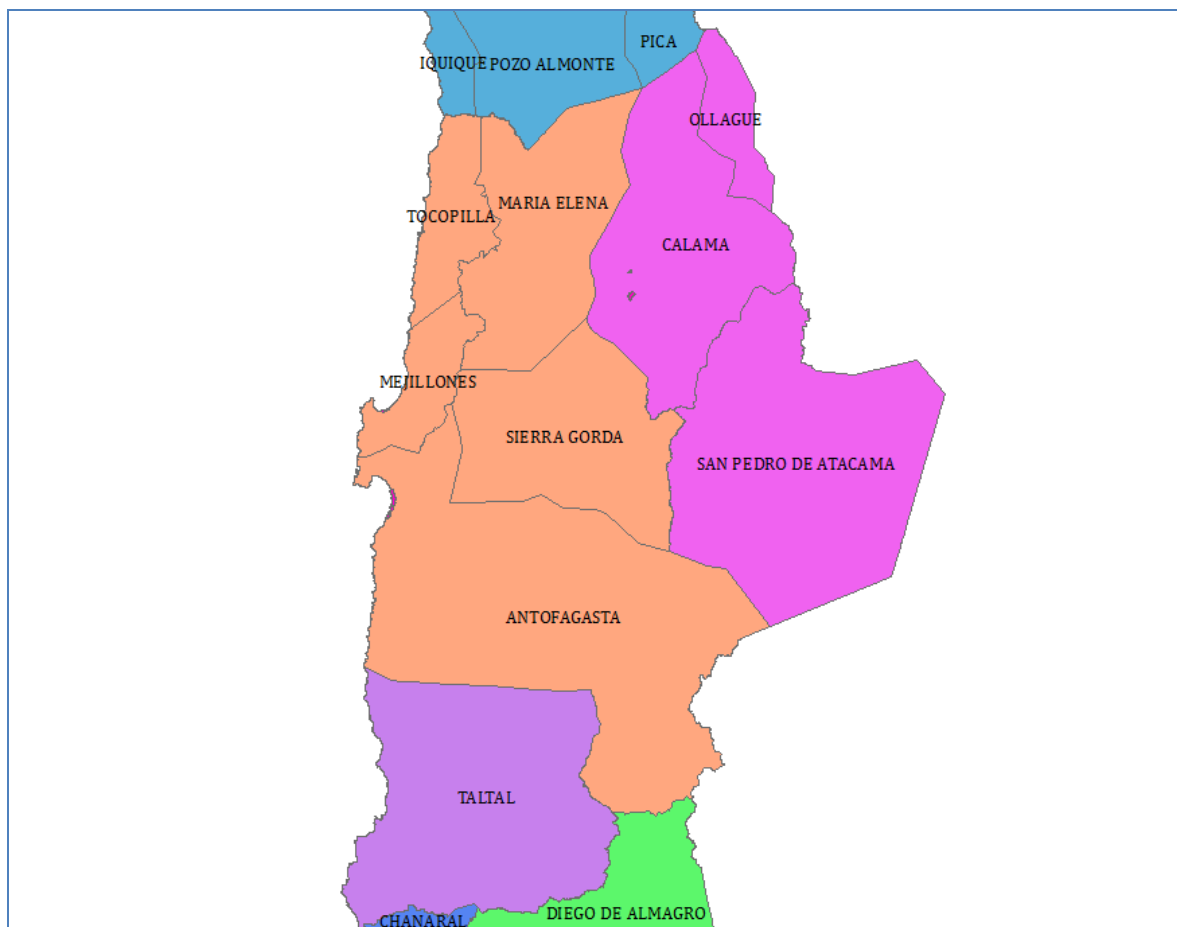 PICA
IQUIQUE
POZO ALMONTE
OLLAGUE
MARIA ELENA
TOCOPILLA
CALAMA
MEJILLONES
SIERRA GORDA
SAN PEDRO DE ATACAMA
ANTOFAGASTA
TALTAL
DIEGO DE ALMAGRO
CHANARAL